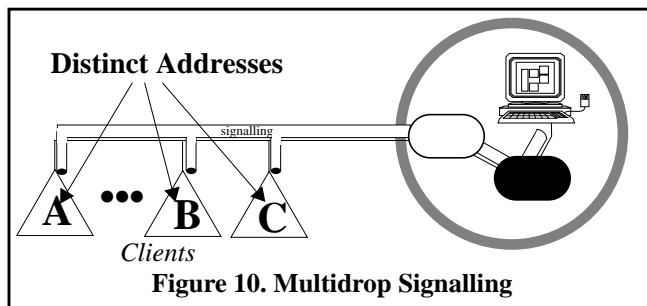 Distinct Addresses
signalling
A
B
C
Clients
Figure 10. Multidrop Signalling